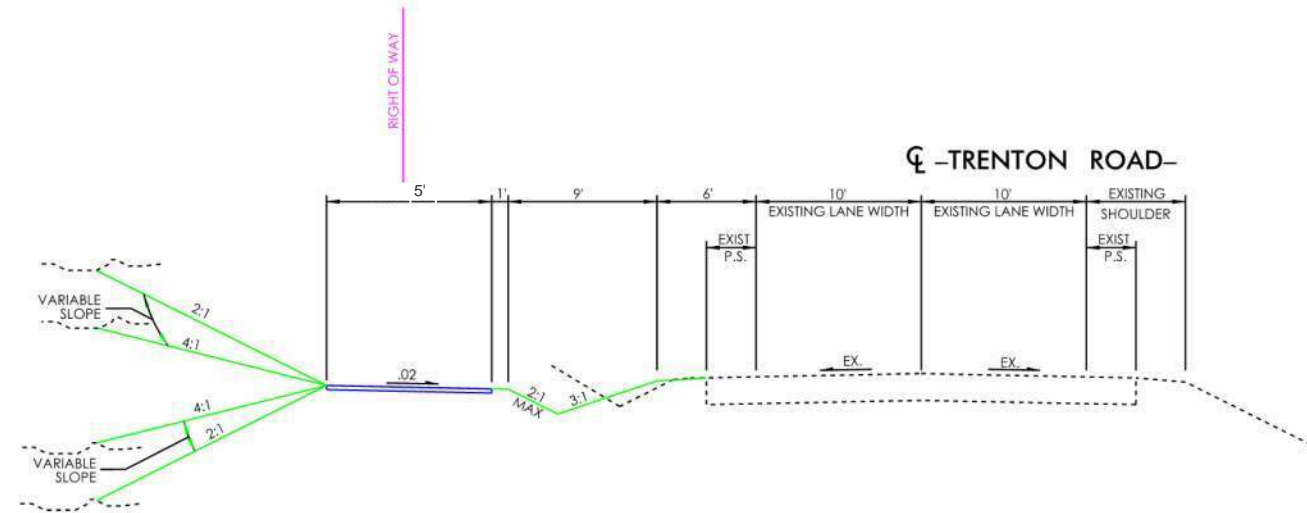 RIGHT OF WAY
℄ –TRENTON ROAD–
5'
1'
9'
6'
10'
10'
EXISTING
EXISTING LANE WIDTH
EXISTING LANE WIDTH
SHOULDER
EXIST
P.S.
EXIST
P.S.
VARIABLE
SLOPE
2:1
4:1
.02
2:1
MAX
3:1
EX.
EX.
4:1
2:1
VARIABLE
SLOPE